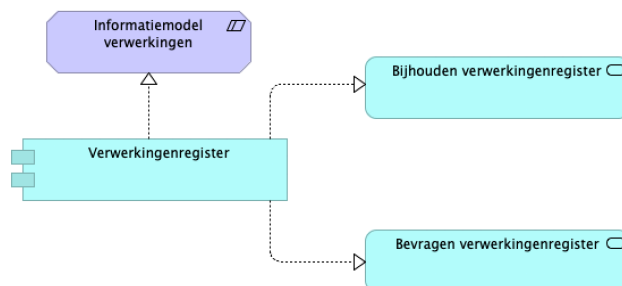 Informatiemodel
verwerkingen
Bijhouden verwerkingenregister
Verwerkingenregister
Bevragen verwerkingenregister